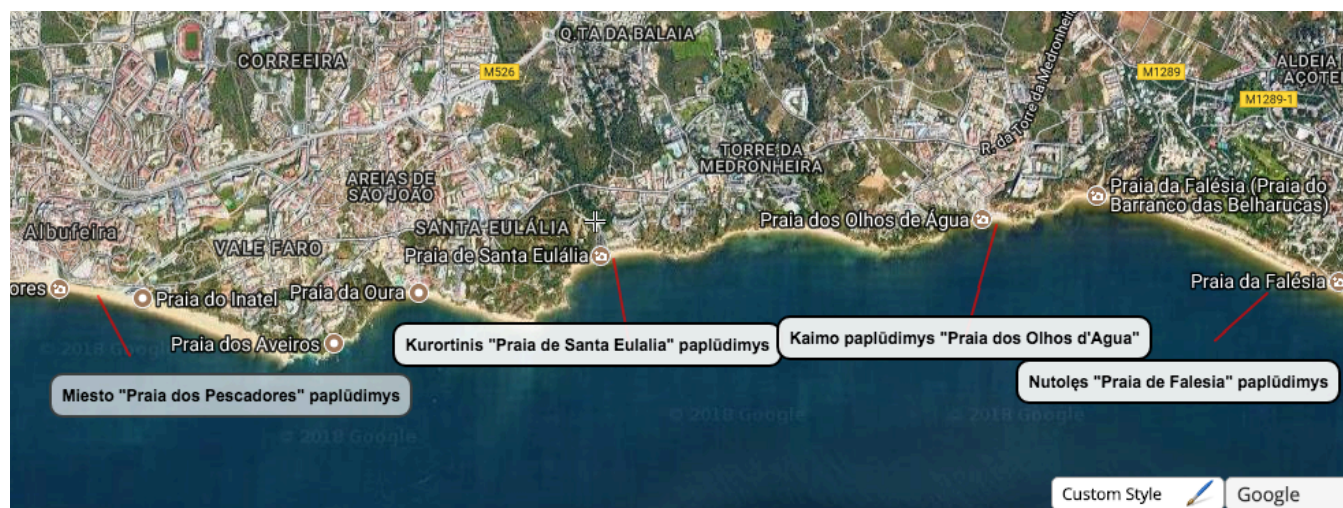 Q.TA DA BALAIA
CORREEIRA
M526
M1289
ALDEIA
AÇOTE
M1289-1
R. da Torre da Medronheira
TORRE DA
MEDRONHEIRA
AREIAS DE
SÃO JOÃO
Praia da Falésia (Praia do
Barranco das Belharucas)
Praia dos Olhos de Água
SANTA EULÁLIA
Albufeira
VALE FARO
Praia de Santa Eulália
ores
Praia do Inatel
Praia da Oura
Praia da Falésia
Praia dos Aveiros
© 2018 Google
Kurortinis "Praia de Santa Eulalia" paplūdimys
Kaimo paplūdimys "Praia dos Olhos d'Agua"
Miesto "Praia dos Pescadores" paplūdimys
Nutolęs "Praia de Falesia" paplūdimys
© 2018 Google
© 2018 Google
© 2018 Google
Custom Style
Google